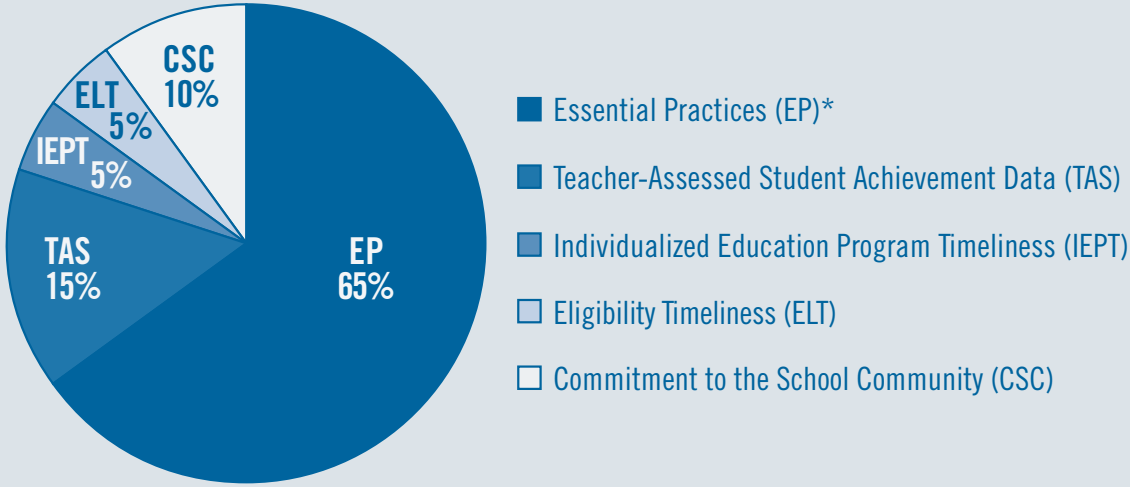 CSC
10%
ELT
5%
IEPT
5%
TAS
15%
EP
65%
Essential Practices (EP)*
Teacher-Assessed Student Achievement Data (TAS)
Individualized Education Program Timeliness (IEPT)
Eligibility Timeliness (ELT)
Commitment to the School Community (CSC)